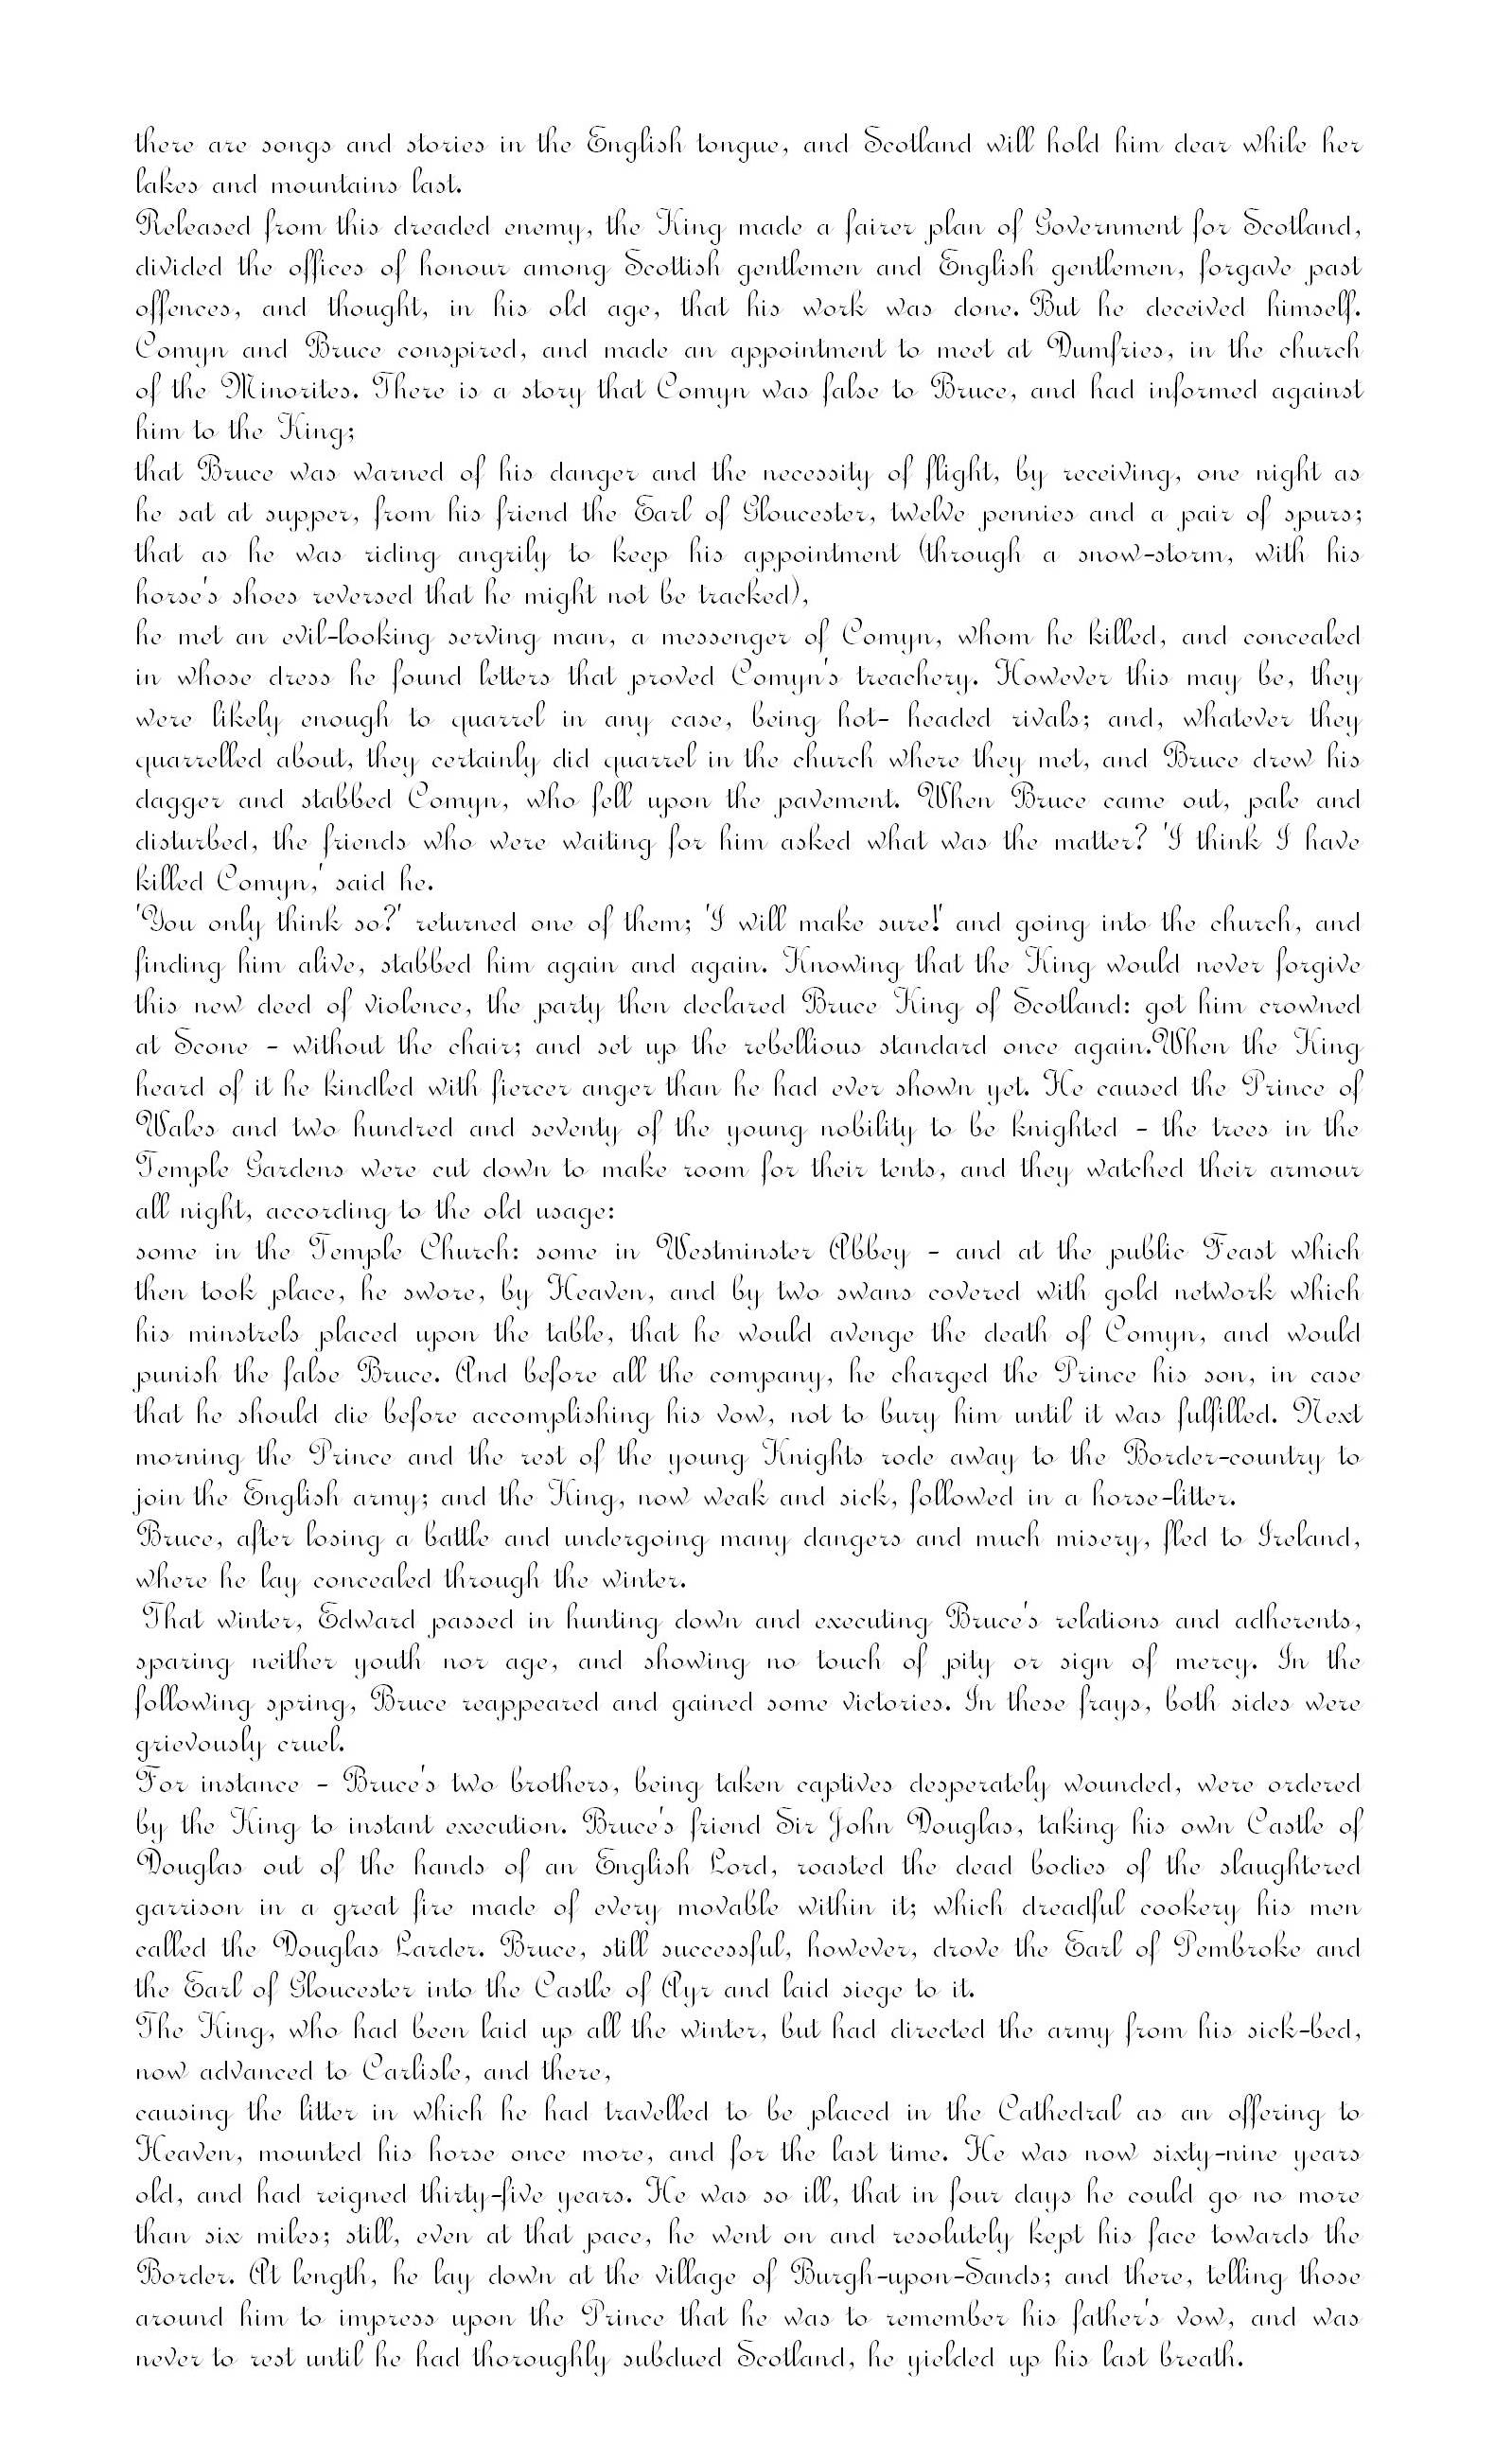 there are songs and stories in the English tongue, and Scotland will hold him dear while her
lakes and mountains last.
Released from this dreaded enemy, the King made a fairer plan of Government for Scotland,
divided the offices of honour among Scottish gentlemen and English gentlemen, forgave past
offences, and thought, in his old age, that his work was done. But he deceived himself.
Comyn and Bruce conspired, and made an appointment to meet at Dumfries, in the church
of the Minorites. There is a story that Comyn was false to Bruce, and had informed against
him to the King;
that Bruce was warned of his danger and the necessity of flight, by receiving, one night as
he sat at supper, from his friend the Earl of Gloucester, twelve pennies and a pair of spurs;
that as he was riding angrily to keep his appointment (through a snow-storm, with his
horse's shoes reversed that he might not be tracked),
he met an evil-looking serving man, a messenger of Comyn, whom he killed, and concealed
in whose dress he found letters that proved Comyn's treachery. However this may be, they
were likely enough to quarrel in any case, being hot- headed rivals; and, whatever they
quarrelled about, they certainly did quarrel in the church where they met, and Bruce drew his
dagger and stabbed Comyn, who fell upon the pavement. When Bruce came out, pale and
disturbed, the friends who were waiting for him asked what was the matter? 'I think I have
killed Comyn,' said he.
'You only think so?' returned one of them; 'I will make sure!' and going into the church, and
finding him alive, stabbed him again and again. Knowing that the King would never forgive
this new deed of violence, the party then declared Bruce King of Scotland: got him crowned
at Scone - without the chair; and set up the rebellious standard once again.When the King
heard of it he kindled with fiercer anger than he had ever shown yet. He caused the Prince of
Wales and two hundred and seventy of the young nobility to be knighted - the trees in the
Temple Gardens were cut down to make room for their tents, and they watched their armour
all night, according to the old usage:
some in the Temple Church: some in Westminster Abbey - and at the public Feast which
then took place, he swore, by Heaven, and by two swans covered with gold network which
his minstrels placed upon the table, that he would avenge the death of Comyn, and would
punish the false Bruce. And before all the company, he charged the Prince his son, in case
that he should die before accomplishing his vow, not to bury him until it was fulfilled. Next
morning the Prince and the rest of the young Knights rode away to the Border-country to
join the English army; and the King, now weak and sick, followed in a horse-litter.
Bruce, after losing a battle and undergoing many dangers and much misery, fled to Ireland,
where he lay concealed through the winter.
That winter, Edward passed in hunting down and executing Bruce's relations and adherents,
sparing neither youth nor age, and showing no touch of pity or sign of mercy. In the
following spring, Bruce reappeared and gained some victories. In these frays, both sides were
grievously cruel.
For instance - Bruce's two brothers, being taken captives desperately wounded, were ordered
by the King to instant execution. Bruce's friend Sir John Douglas, taking his own Castle of
Douglas out of the hands of an English Lord, roasted the dead bodies of the slaughtered
garrison in a great fire made of every movable within it; which dreadful cookery his men
called the Douglas Larder. Bruce, still successful, however, drove the Earl of Pembroke and
the Earl of Gloucester into the Castle of Ayr and laid siege to it.
The King, who had been laid up all the winter, but had directed the army from his sick-bed,
now advanced to Carlisle, and there,
causing the litter in which he had travelled to be placed in the Cathedral as an offering to
Heaven, mounted his horse once more, and for the last time. He was now sixty-nine years
old, and had reigned thirty-five years. He was so ill, that in four days he could go no more
than six miles; still, even at that pace, he went on and resolutely kept his face towards the
Border. At length, he lay down at the village of Burgh-upon-Sands; and there, telling those
around him to impress upon the Prince that he was to remember his father's vow, and was
never to rest until he had thoroughly subdued Scotland, he yielded up his last breath.